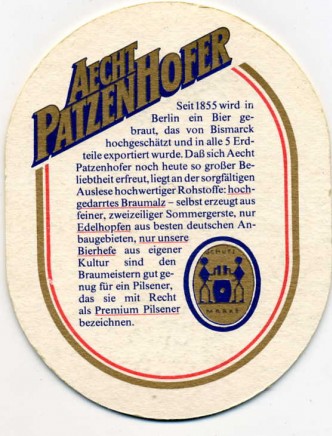 AECHT
PATZENHOFER
Seit 1855 wird in
Berlin ein Bier ge-
braut, das von Bismarck
hochgeschätzt und in alle 5 Erd-
teile exportiert wurde. Daß sich Aecht
Patzenhofer noch heute so großer Be-
liebtheit erfreut, liegt an der sorgfältigen
Auslese hochwertiger Rohstoffe: hoch-
gedarrtes Braumalz – selbst erzeugt aus
feiner, zweizeiliger Sommergerste, nur
Edelhopfen aus besten deutschen An-
baugebieten, nur unsere
Bierhefe aus eigener
Kultur sind den
Braumeistern gut ge-
nug für ein Pilsener,
das sie mit Recht
als Premium Pilsener
bezeichnen.
SCHUTZ
MARKE